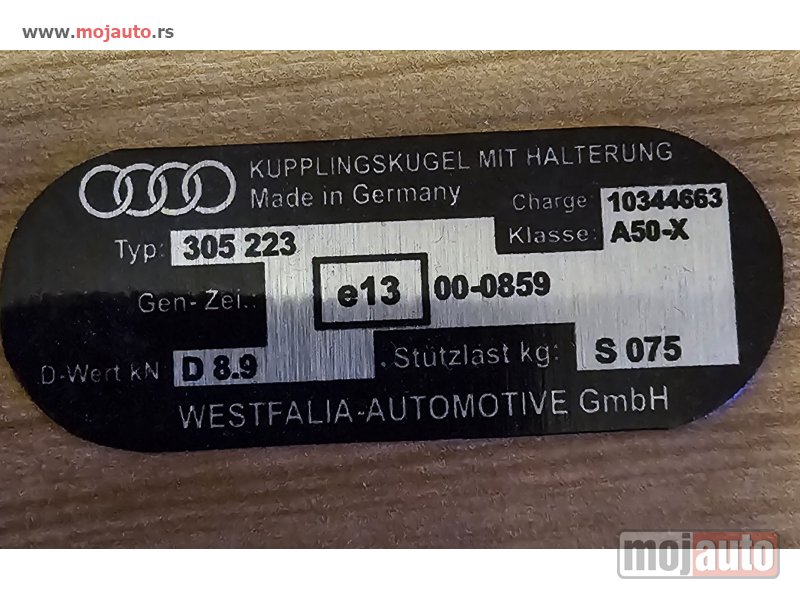 www.mojauto.rs
KUPPLINGSKUGEL MIT HALTERUNG
Made in Germany
Charge: 10344663
Typ: 305 223
Klasse: A50-X
Gen-Zei.:
e13 00-0859
D-Wert kN D 8.9
. Stützlast kg: S 075
WESTFALIA-AUTOMOTIVE GmbH
mojauto